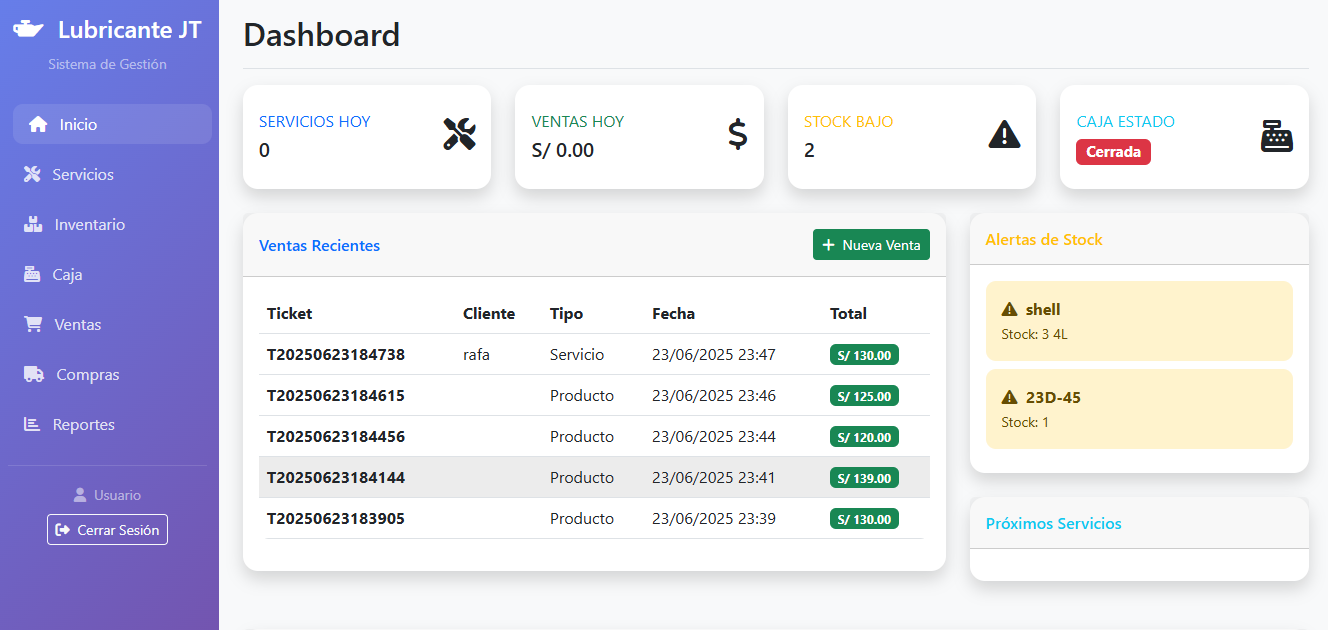 Lubricante JT
Sistema de Gestión
Inicio
Servicios
Inventario
Caja
Ventas
Compras
Reportes
Usuario
Cerrar Sesión
Dashboard
SERVICIOS HOY
0
VENTAS HOY
S/ 0.00
STOCK BAJO
2
CAJA ESTADO
Cerrada
Ventas Recientes
Nueva Venta
Ticket Cliente Tipo Fecha Total
T20250623184738 rafa Servicio 23/06/2025 23:47 S/ 130.00
T20250623184615 Producto 23/06/2025 23:46 S/ 125.00
T20250623184456 Producto 23/06/2025 23:44 S/ 120.00
T20250623184144 Producto 23/06/2025 23:41 S/ 139.00
T20250623183905 Producto 23/06/2025 23:39 S/ 130.00
Alertas de Stock
shell
Stock: 3 4L
23D-45
Stock: 1
Próximos Servicios